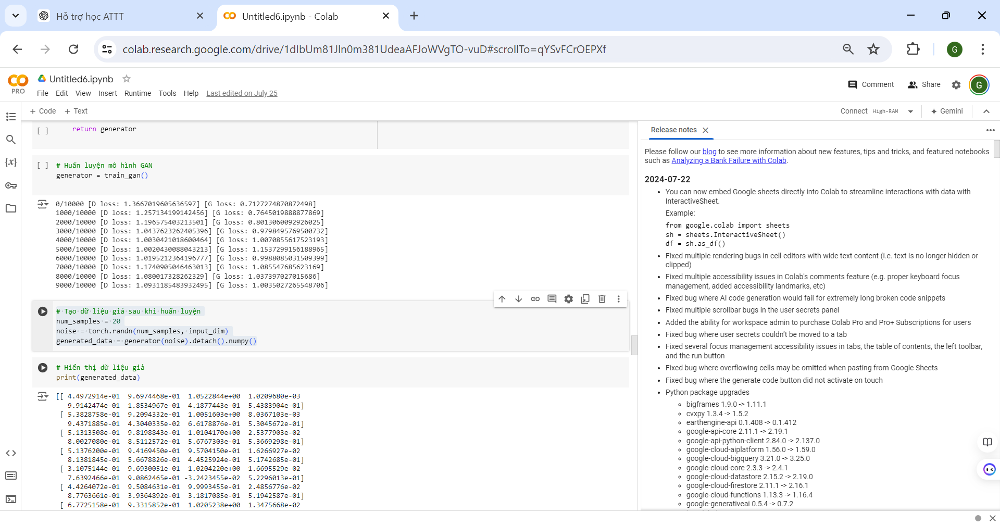 Hỗ trợ học ATTT
Untitled6.ipynb - Colab
colab.research.google.com/drive/1dIbUm81Jln0m381UdeaAFJoWVgTO-vuD#scrollTo=qYSvFCrOEPXf
G
PRO
Untitled6.ipynb
File Edit View Insert Runtime Tools Help Last edited on July 25
Comment Share G
+ Code + Text
Connect High-RAM Gemini
[ ] return generator
[ ] # Huấn luyện mô hình GAN
generator = train_gan()
0/10000 [D loss: 1.3667019605636597] [G loss: 0.7127274870872498]
1000/10000 [D loss: 1.257134199142456] [G loss: 0.7645019888877869]
2000/10000 [D loss: 1.196575403213501] [G loss: 0.8013060092926025]
3000/10000 [D loss: 1.0437623262405396] [G loss: 0.9798495769500732]
4000/10000 [D loss: 1.0030421018600464] [G loss: 1.0070855617523193]
5000/10000 [D loss: 1.0020430088043213] [G loss: 1.1537299156188965]
6000/10000 [D loss: 1.0195212364196777] [G loss: 0.9988085031509399]
7000/10000 [D loss: 1.1740905046463013] [G loss: 1.085547685623169]
8000/10000 [D loss: 1.080017328262329] [G loss: 1.037397027015686]
9000/10000 [D loss: 1.0931185483932495] [G loss: 1.0035027265548706]
# Tạo dữ liệu giả sau khi huấn luyện
num_samples = 20
noise = torch.randn(num_samples, input_dim)
generated_data = generator(noise).detach().numpy()
# Hiển thị dữ liệu giả
print(generated_data)
[[ 4.4972914e-01 9.6974468e-01 1.0522844e+00 1.0209680e-03
9.9142474e-01 1.8534967e-01 4.1877443e-01 5.4383904e-01]
[ 5.3828758e-01 9.2094332e-01 1.0051603e+00 8.0367103e-03
9.4371885e-01 4.3040335e-02 6.6178876e-01 5.3045672e-01]
[ 5.1313508e-01 9.8198843e-01 1.0104170e+00 2.5377903e-02
8.0027080e-01 8.5112572e-01 5.6767303e-01 5.3669298e-01]
[ 5.1376200e-01 9.4169450e-01 9.5704150e-01 1.6266927e-02
8.1381845e-01 5.6678826e-01 4.4525924e-01 5.1742685e-01]
[ 3.1075144e-01 9.6930051e-01 1.0204220e+00 1.6695529e-02
7.6392466e-01 9.0862465e-01 -3.2423455e-02 5.2296013e-01]
[ 4.4264072e-01 9.5084631e-01 9.9993455e-01 2.4856776e-02
8.7763661e-01 3.9364892e-01 3.1817085e-01 5.1942587e-01]
[ 6.7725158e-01 9.3315852e-01 1.0205238e+00 1.3475668e-02
Release notes
Please follow our blog to see more information about new features, tips and tricks, and featured notebooks
such as Analyzing a Bank Failure with Colab.
2024-07-22
• You can now embed Google sheets directly into Colab to streamline interactions with data with
InteractiveSheet.
Example:
from google.colab import sheets
sh = sheets.InteractiveSheet()
df = sh.as_df()
• Fixed multiple rendering bugs in cell editors with wide text content (i.e. text is no longer hidden or
clipped)
• Fixed multiple accessibility issues in Colab's comments feature (e.g. proper keyboard focus
management, added accessibility landmarks, etc)
• Fixed bug where AI code generation would fail for extremely long broken code snippets
• Fixed multiple scrollbar bugs in the user secrets panel
• Added the ability for workspace admin to purchase Colab Pro and Pro+ Subscriptions for users
• Fixed bug where user secrets couldn’t be moved to a tab
• Fixed several focus management accessibility issues in tabs, the table of contents, the left toolbar,
and the run button
• Fixed bug where overflowing cells may be omitted when pasting from Google Sheets
• Fixed bug where the generate code button did not activate on touch
• Python package upgrades
◦ bigframes 1.9.0 -> 1.11.1
◦ cvxpy 1.3.4 -> 1.5.2
◦ earthengine-api 0.1.408 -> 0.1.412
◦ google-api-core 2.11.1 -> 2.19.1
◦ google-api-python-client 2.84.0 -> 2.137.0
◦ google-cloud-aiplatform 1.56.0 -> 1.59.0
◦ google-cloud-bigquery 3.21.0 -> 3.25.0
◦ google-cloud-core 2.3.3 -> 2.4.1
◦ google-cloud-datastore 2.15.2 -> 2.19.0
◦ google-cloud-firestore 2.11.1 -> 2.16.1
◦ google-cloud-functions 1.13.3 -> 1.16.4
◦ google-generativeai 0.5.4 -> 0.7.2